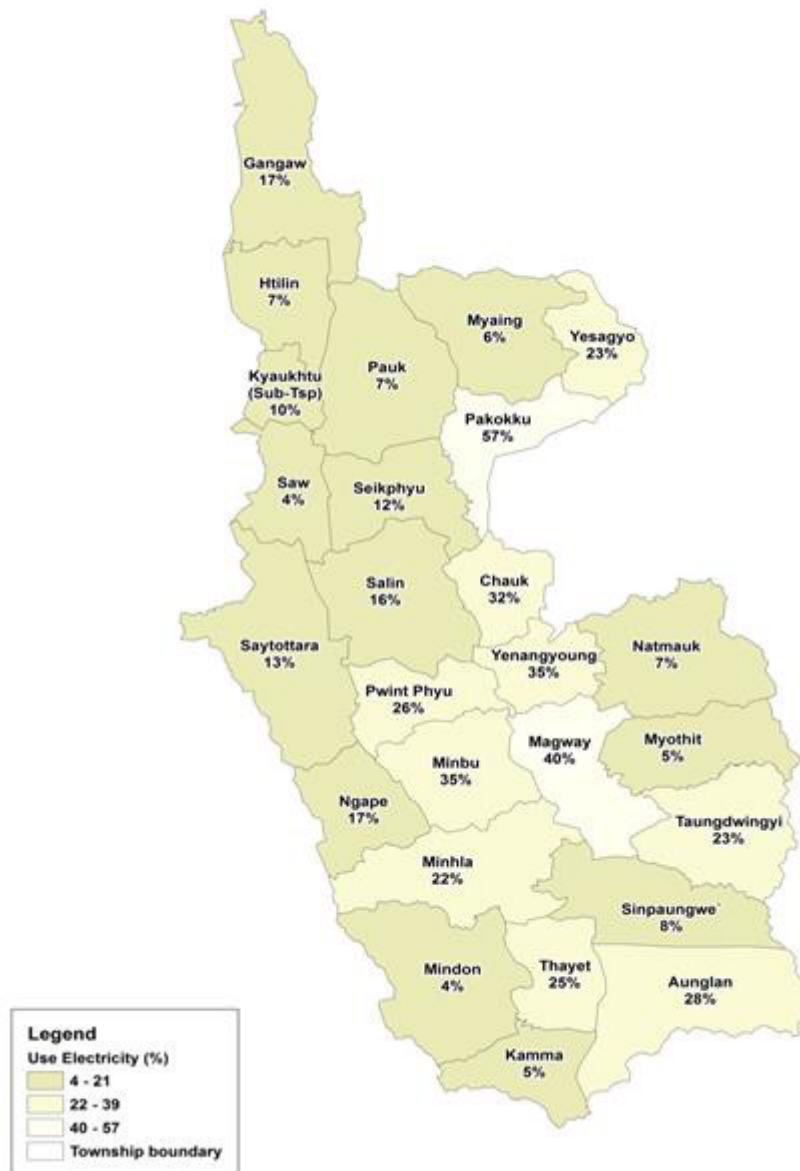 Gangaw
17%
Htilin
7%
Myaing
6%
Yesagyo
23%
Kyaukhtu
(Sub-Tsp)
10%
Pauk
7%
Pakokku
57%
Saw
4%
Seikphyu
12%
Salin
16%
Chauk
32%
Saytottara
13%
Yenangyoung
35%
Natmauk
7%
Pwint Phyu
26%
Magway
40%
Myothit
5%
Minbu
35%
Ngape
17%
Taungdwingyi
23%
Minhla
22%
Sinpaungwe`
8%
Mindon
4%
Thayet
25%
Aunglan
28%
Kamma
5%
Legend
Use Electricity (%)
4 - 21
22 - 39
40 - 57
Township boundary